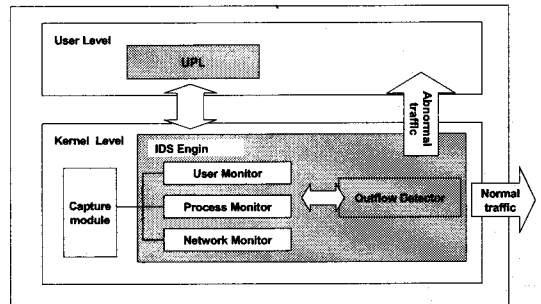 User Level
UPL
Abnormal
traffic
Kernel Level
IDS Engin
User Monitor
Capture
module
Process Monitor
Network Monitor
Outflow Detector
Normal
traffic